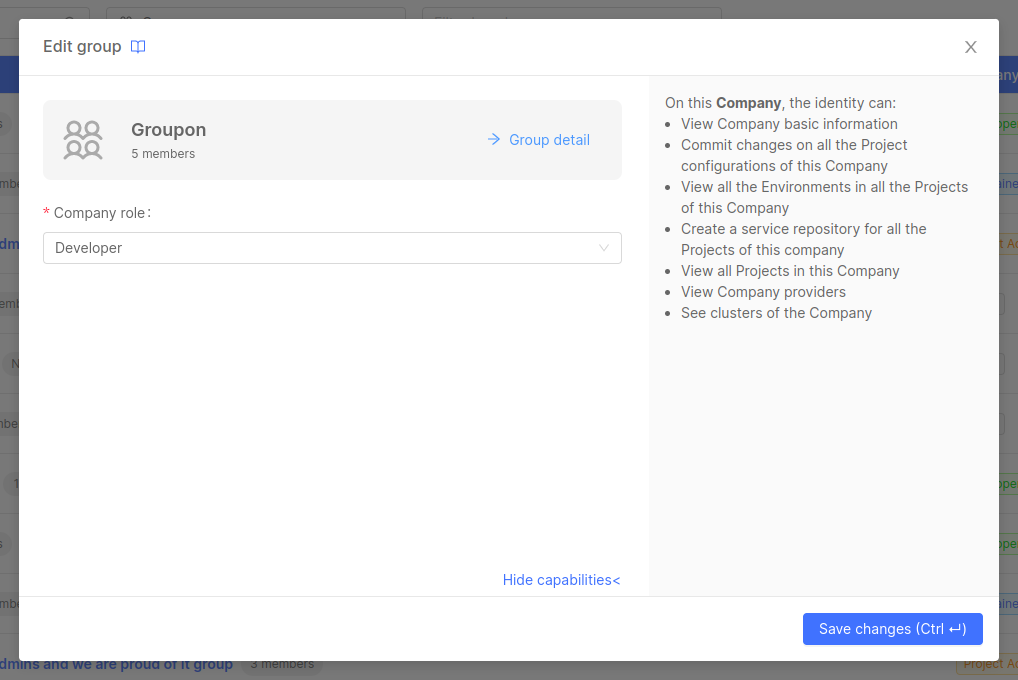 Edit group
Groupon
5 members
Group detail
* Company role:
Developer
Hide capabilities<
On this Company, the identity can:
View Company basic information
Commit changes on all the Project
configurations of this Company
View all the Environments in all the Projects
of this Company
Create a service repository for all the
Projects of this company
View all Projects in this Company
View Company providers
See clusters of the Company
Save changes (Ctrl ↵)
dmins and we are proud of it group
3 members